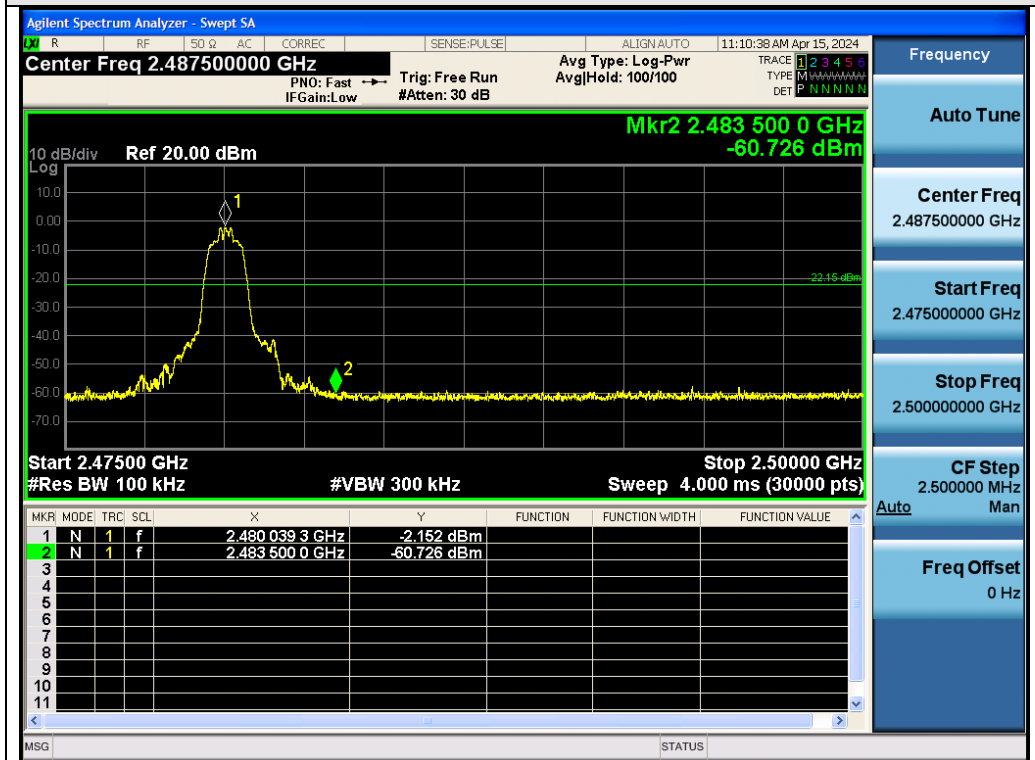 Agilent Spectrum Analyzer - Swept SA
LXI R RF 50 Ω AC CORREC SENSE:PULSE ALIGN AUTO 11:10:38 AM Apr 15, 2024
Center Freq 2.487500000 GHz
PNO: Fast
IFGain:Low
Trig: Free Run
#Atten: 30 dB
Avg Type: Log-Pwr
Avg|Hold: 100/100
TRACE 1 2 3 4 5 6
TYPE M WWWWW
DET P N N N N N
Mkr2 2.483 500 0 GHz
-60.726 dBm
10 dB/div Ref 20.00 dBm
Log
10.0
0.00
-10.0
-20.0
-30.0
-40.0
-50.0
-60.0
-70.0
1
-22.15 dBm
2
Start 2.47500 GHz Stop 2.50000 GHz
#Res BW 100 kHz #VBW 300 kHz Sweep 4.000 ms (30000 pts)
MKR MODE TRC SCL X Y FUNCTION FUNCTION WIDTH FUNCTION VALUE
1 N 1 f 2.480 039 3 GHz -2.152 dBm
2 N 1 f 2.483 500 0 GHz -60.726 dBm
3
4
5
6
7
8
9
10
11
MSG STATUS
Frequency
Auto Tune
Center Freq
2.487500000 GHz
Start Freq
2.475000000 GHz
Stop Freq
2.500000000 GHz
CF Step
2.500000 MHz
Auto Man
Freq Offset
0 Hz